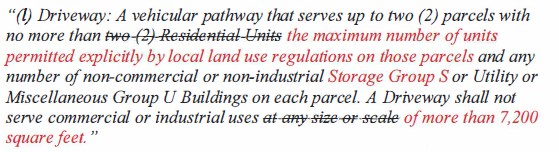 “(l) Driveway: A vehicular pathway that serves up to two (2) parcels with
no more than two (2) Residential Units the maximum number of units
permitted explicitly by local land use regulations on those parcels and any
number of non-commercial or non-industrial Storage Group S or Utility or
Miscellaneous Group U Buildings on each parcel. A Driveway shall not
serve commercial or industrial uses at any size or scale of more than 7,200
square feet.”